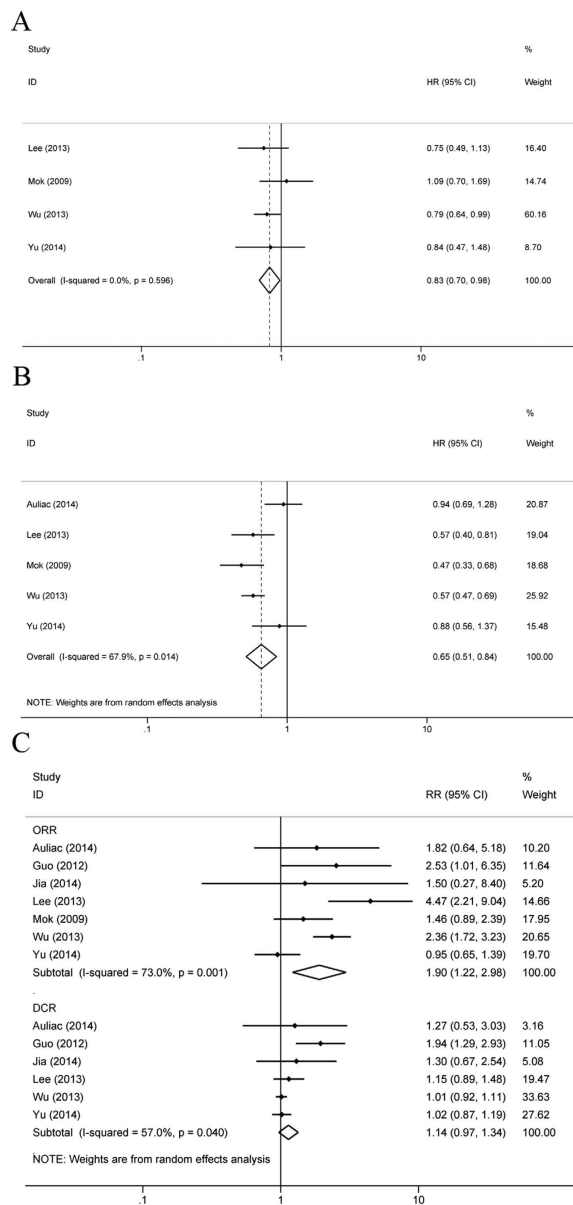 A
Study %
ID HR (95% CI) Weight
Lee (2013) 0.75 (0.49, 1.13) 16.40
Mok (2009) 1.09 (0.70, 1.69) 14.74
Wu (2013) 0.79 (0.64, 0.99) 60.16
Yu (2014) 0.84 (0.47, 1.48) 8.70
Overall (I-squared = 0.0%, p = 0.596) 0.83 (0.70, 0.98) 100.00
.1 1 10
B
Study %
ID HR (95% CI) Weight
Auliac (2014) 0.94 (0.69, 1.28) 20.87
Lee (2013) 0.57 (0.40, 0.81) 19.04
Mok (2009) 0.47 (0.33, 0.68) 18.68
Wu (2013) 0.57 (0.47, 0.69) 25.92
Yu (2014) 0.88 (0.56, 1.37) 15.48
Overall (I-squared = 67.9%, p = 0.014) 0.65 (0.51, 0.84) 100.00
NOTE: Weights are from random effects analysis
.1 1 10
C
Study %
ID RR (95% CI) Weight
ORR
Auliac (2014) 1.82 (0.64, 5.18) 10.20
Guo (2012) 2.53 (1.01, 6.35) 11.64
Jia (2014) 1.50 (0.27, 8.40) 5.20
Lee (2013) 4.47 (2.21, 9.04) 14.66
Mok (2009) 1.46 (0.89, 2.39) 17.95
Wu (2013) 2.36 (1.72, 3.23) 20.65
Yu (2014) 0.95 (0.65, 1.39) 19.70
Subtotal (I-squared = 73.0%, p = 0.001) 1.90 (1.22, 2.98) 100.00
.
DCR
Auliac (2014) 1.27 (0.53, 3.03) 3.16
Guo (2012) 1.94 (1.29, 2.93) 11.05
Jia (2014) 1.30 (0.67, 2.54) 5.08
Lee (2013) 1.15 (0.89, 1.48) 19.47
Wu (2013) 1.01 (0.92, 1.11) 33.63
Yu (2014) 1.02 (0.87, 1.19) 27.62
Subtotal (I-squared = 57.0%, p = 0.040) 1.14 (0.97, 1.34) 100.00
NOTE: Weights are from random effects analysis
.1 1 10